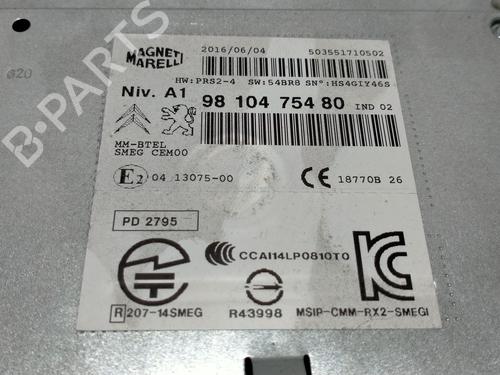 MAGNETI
MARELLI
2016/06/04
503551710502
HW:PRS2-4 SW:54BR8 SN°:HS4GIY46S
Niv. A1 98 104 754 80 IND 02
MM-BTEL
SMEG CEM00
E2 04 13075-00
CE 18770B 26
PD 2795
CCAI14LP0810T0
R 207-14SMEG
R43998
MSIP-CMM-RX2-SMEGI
B-PARTS